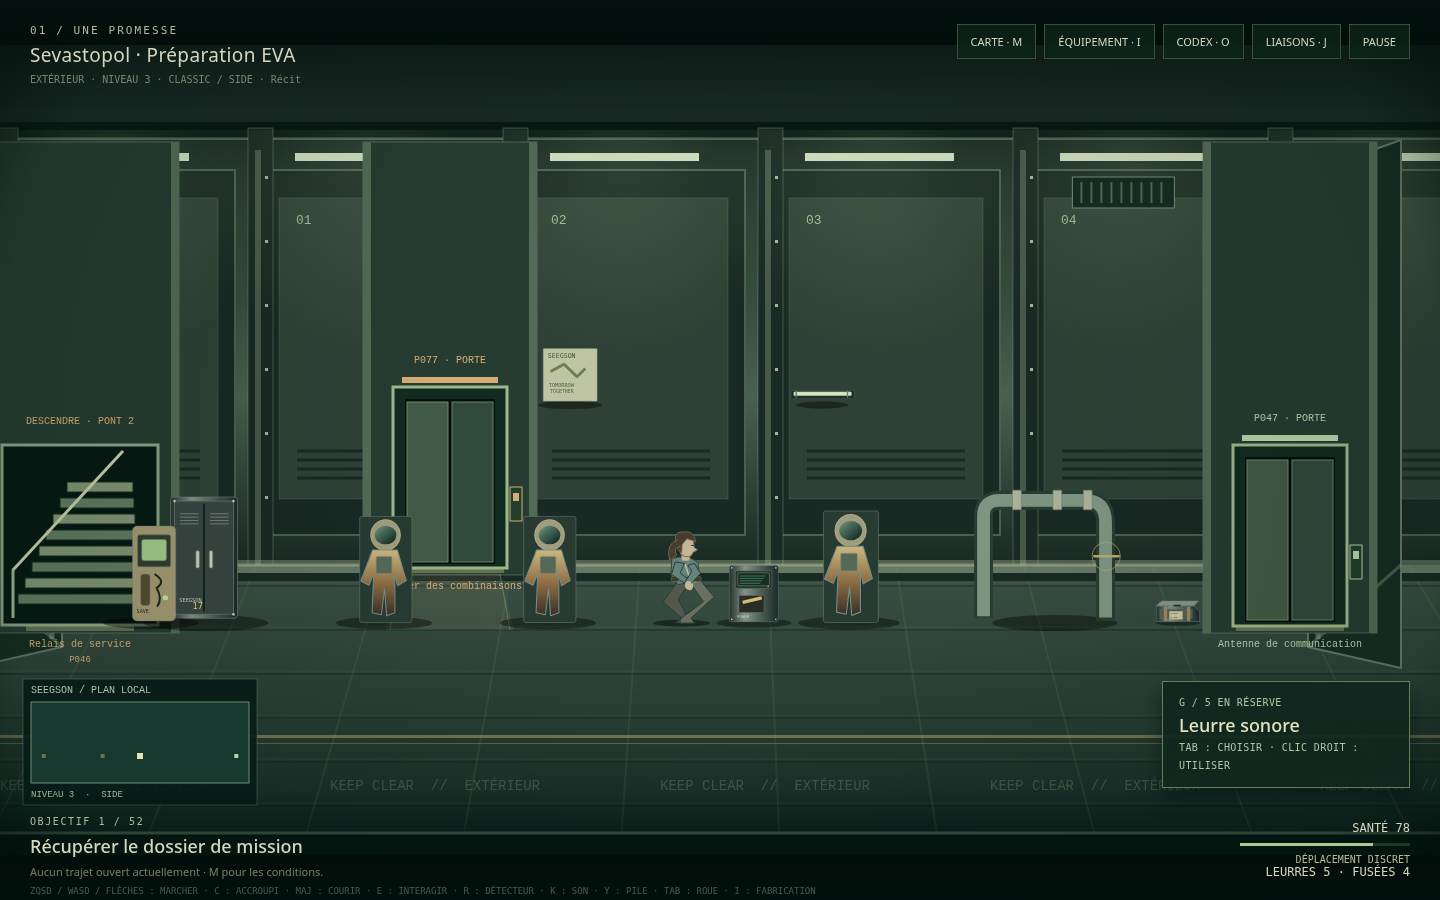 01 / UNE PROMESSE
Sevastopol · Préparation EVA
EXTÉRIEUR · NIVEAU 3 · CLASSIC / SIDE · Récit
CARTE · M
ÉQUIPEMENT · I
CODEX · O
LIAISONS · J
PAUSE
01
02
03
04
P077 · PORTE
SEEGSON
TOMORROW
TOGETHER
DESCENDRE · PONT 2
P047 · PORTE
er des combinaisons
SAVE
SEEGSON
17
Relais de service
P046
Antenne de communication
SEEGSON / PLAN LOCAL
NIVEAU 3 · SIDE
G / 5 EN RÉSERVE
Leurre sonore
TAB : CHOISIR · CLIC DROIT :
UTILISER
KEEP CLEAR // EXTÉRIEUR
KEEP CLEAR // EXTÉRIEUR
KEEP CLEAR //
OBJECTIF 1 / 52
Récupérer le dossier de mission
Aucun trajet ouvert actuellement · M pour les conditions.
ZQSD / WASD / FLÈCHES : MARCHER · C : ACCROUPI · MAJ : COURIR · E : INTERAGIR · R : DÉTECTEUR · K : SON · Y : PILE · TAB : ROUE · I : FABRICATION
SANTÉ 78
DÉPLACEMENT DISCRET
LEURRES 5 · FUSÉES 4